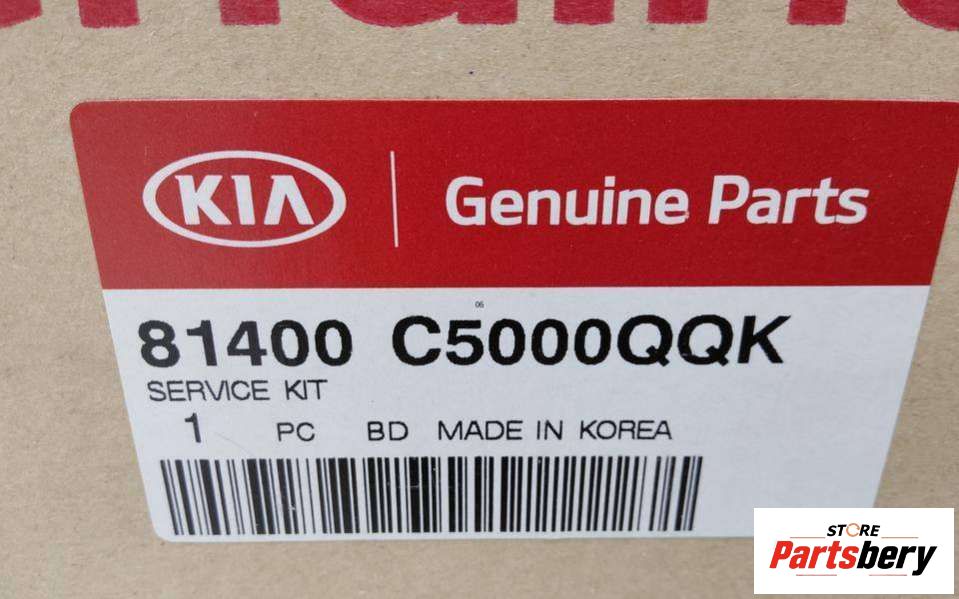 KIA
Genuine Parts
06
81400 C5000QQK
SERVICE KIT
1 PC BD MADE IN KOREA
STORE
Partsbery